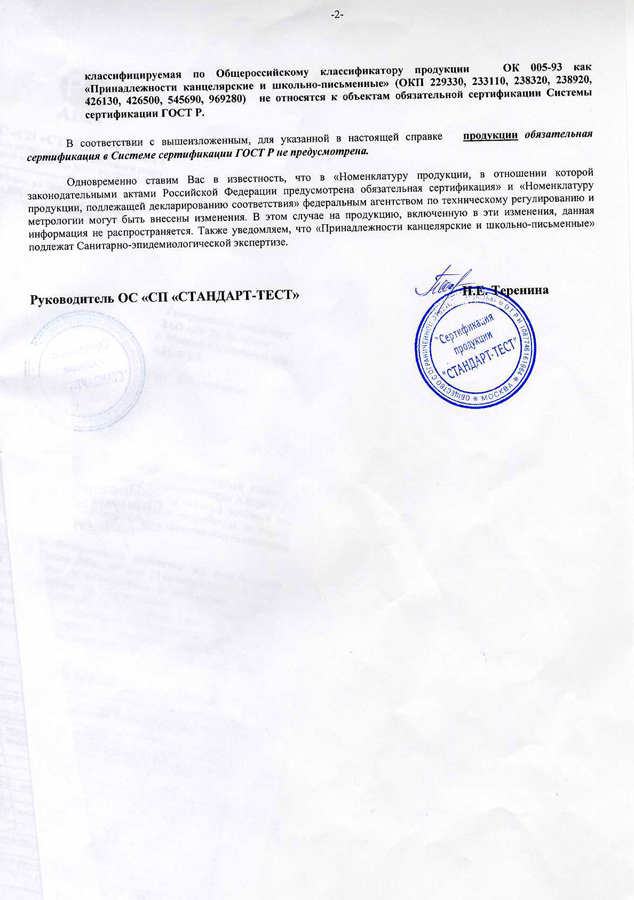 -2-
классифицируемая по Общероссийскому классификатору продукции ОК 005-93 как
«Принадлежности канцелярские и школьно-письменные» (ОКП 229330, 233110, 238320, 238920,
426130, 426500, 545690, 969280) не относятся к объектам обязательной сертификации Системы
сертификации ГОСТ Р.
В соответствии с вышеизложенным, для указанной в настоящей справке продукции обязательная
сертификация в Системе сертификации ГОСТ Р не предусмотрена.
Одновременно ставим Вас в известность, что в «Номенклатуру продукции, в отношении которой
законодательными актами Российской Федерации предусмотрена обязательная сертификация» и «Номенклатуру
продукции, подлежащей декларированию соответствия» федеральным агентством по техническому регулированию и
метрологии могут быть внесены изменения. В этом случае на продукцию, включенную в эти изменения, данная
информация не распространяется. Также уведомляем, что «Принадлежности канцелярские и школьно-письменные»
подлежат Санитарно-эпидемиологической экспертизе.
Руководитель ОС «СП «СТАНДАРТ-ТЕСТ» Н.Е. Теренина
"Сертификация
продукции
"СТАНДАРТ-ТЕСТ"
ОБЩЕСТВО С ОГРАНИЧЕННОЙ
ОГРН 1087746161984
МОСКВА